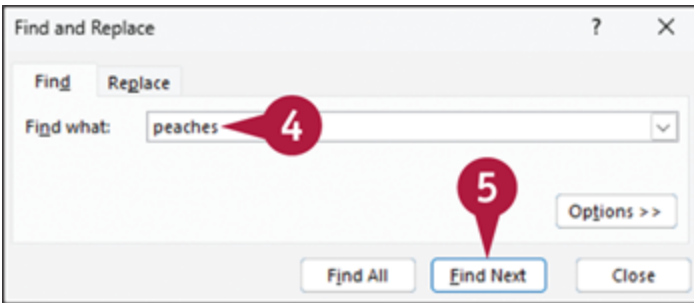 Find and Replace ? ×
Find Replace
Find what: peaches 4
5
Options >>
Find All Find Next Close